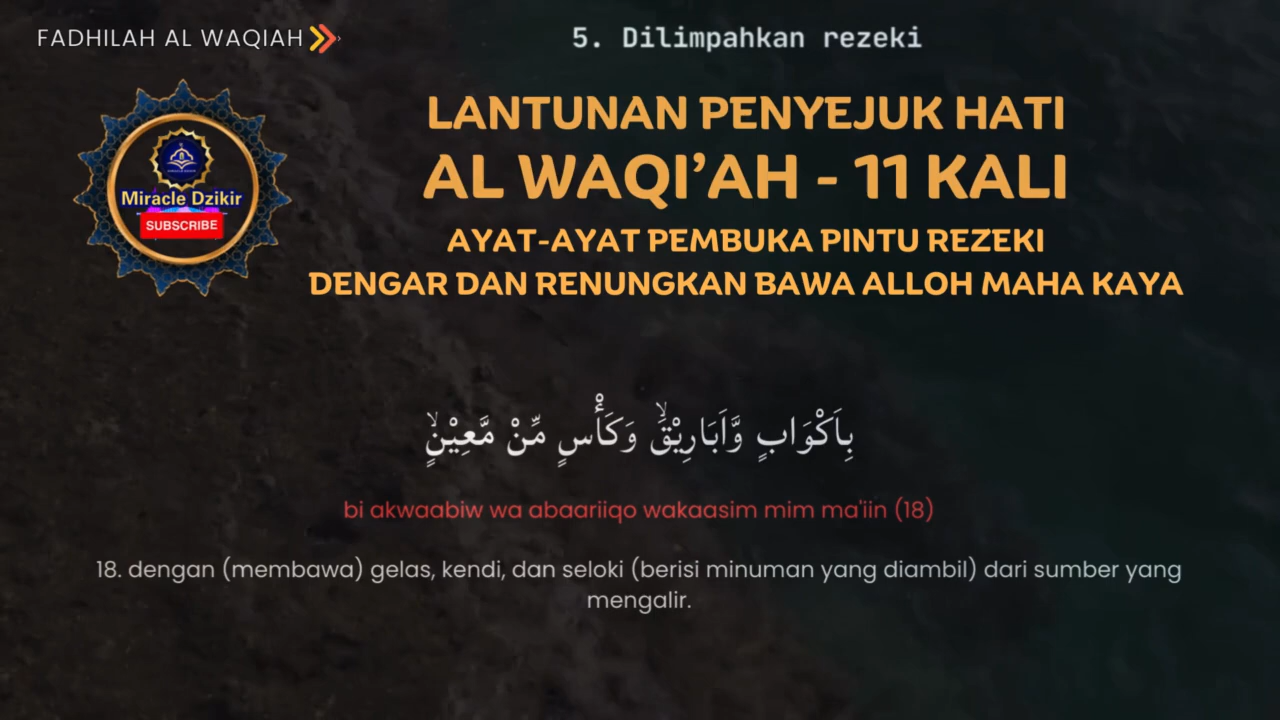 FADHILAH AL WAQIAH
5. Dilimpahkan rezeki
LANTUNAN PENYEJUK HATI
AL WAQI’AH - 11 KALI
AYAT-AYAT PEMBUKA PINTU REZEKI
DENGAR DAN RENUNGKAN BAWA ALLOH MAHA KAYA
Miracle Dzikir
SUBSCRIBE
بِاَكْوَابٍ وَّاَبَارِيْقَۙ وَكَأْسٍ مِّنْ مَّعِيْنٍۙ
bi akwaabiw wa abaariiqo wakaasim mim ma'iin (18)
18. dengan (membawa) gelas, kendi, dan seloki (berisi minuman yang diambil) dari sumber yang
mengalir.